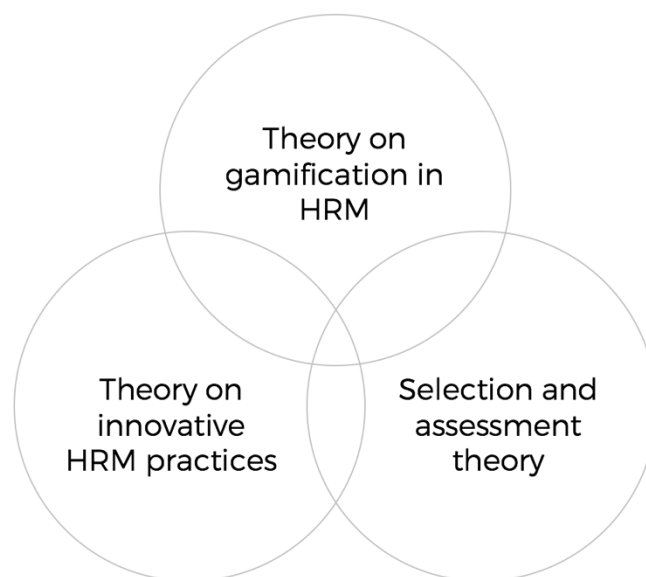 Theory on
gamification in
HRM
Theory on
innovative
HRM practices
Selection and
assessment
theory